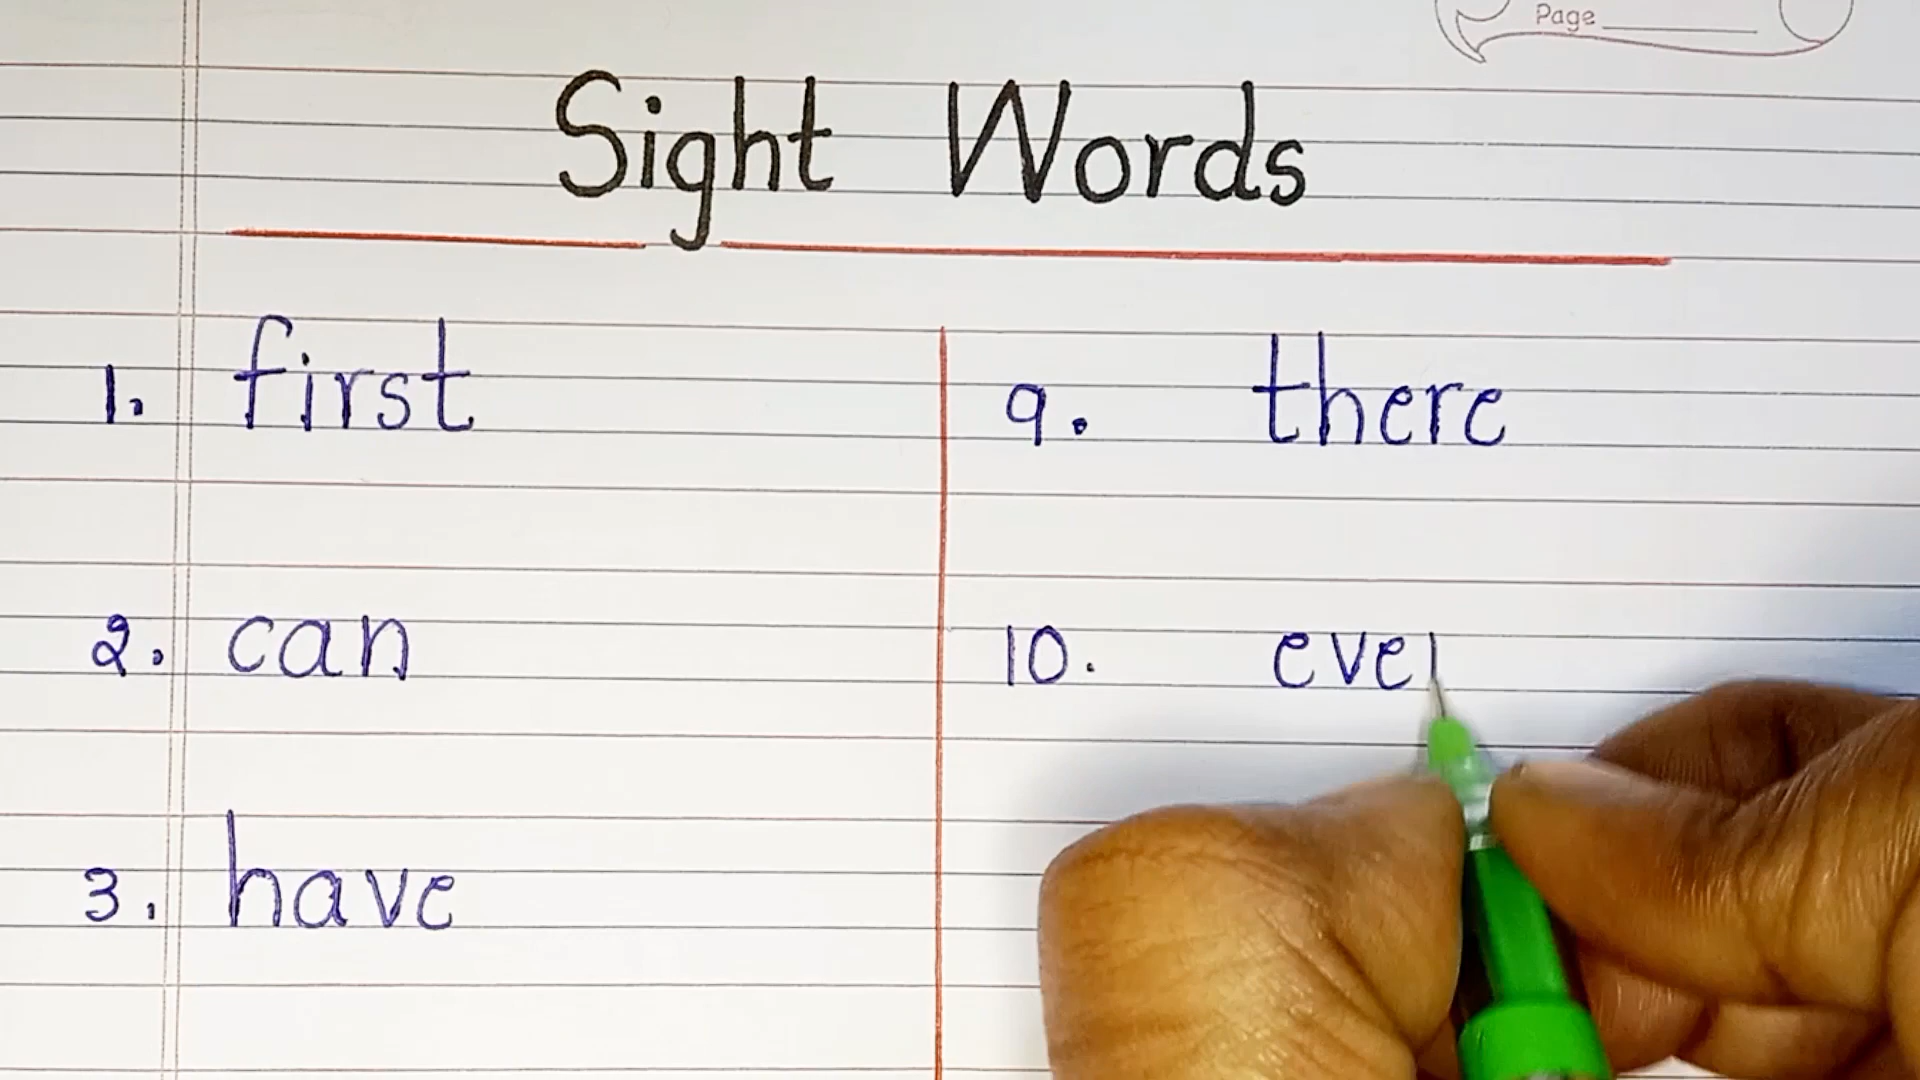 Page
Sight Words
1. first
2. can
3. have
9. there
10. eve